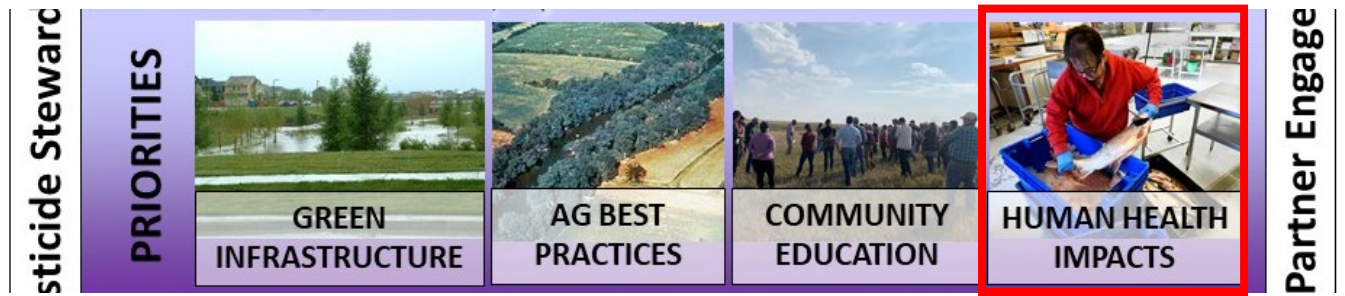 sticide Steward
PRIORITIES
GREEN
INFRASTRUCTURE
AG BEST
PRACTICES
COMMUNITY
EDUCATION
HUMAN HEALTH
IMPACTS
Partner Engage